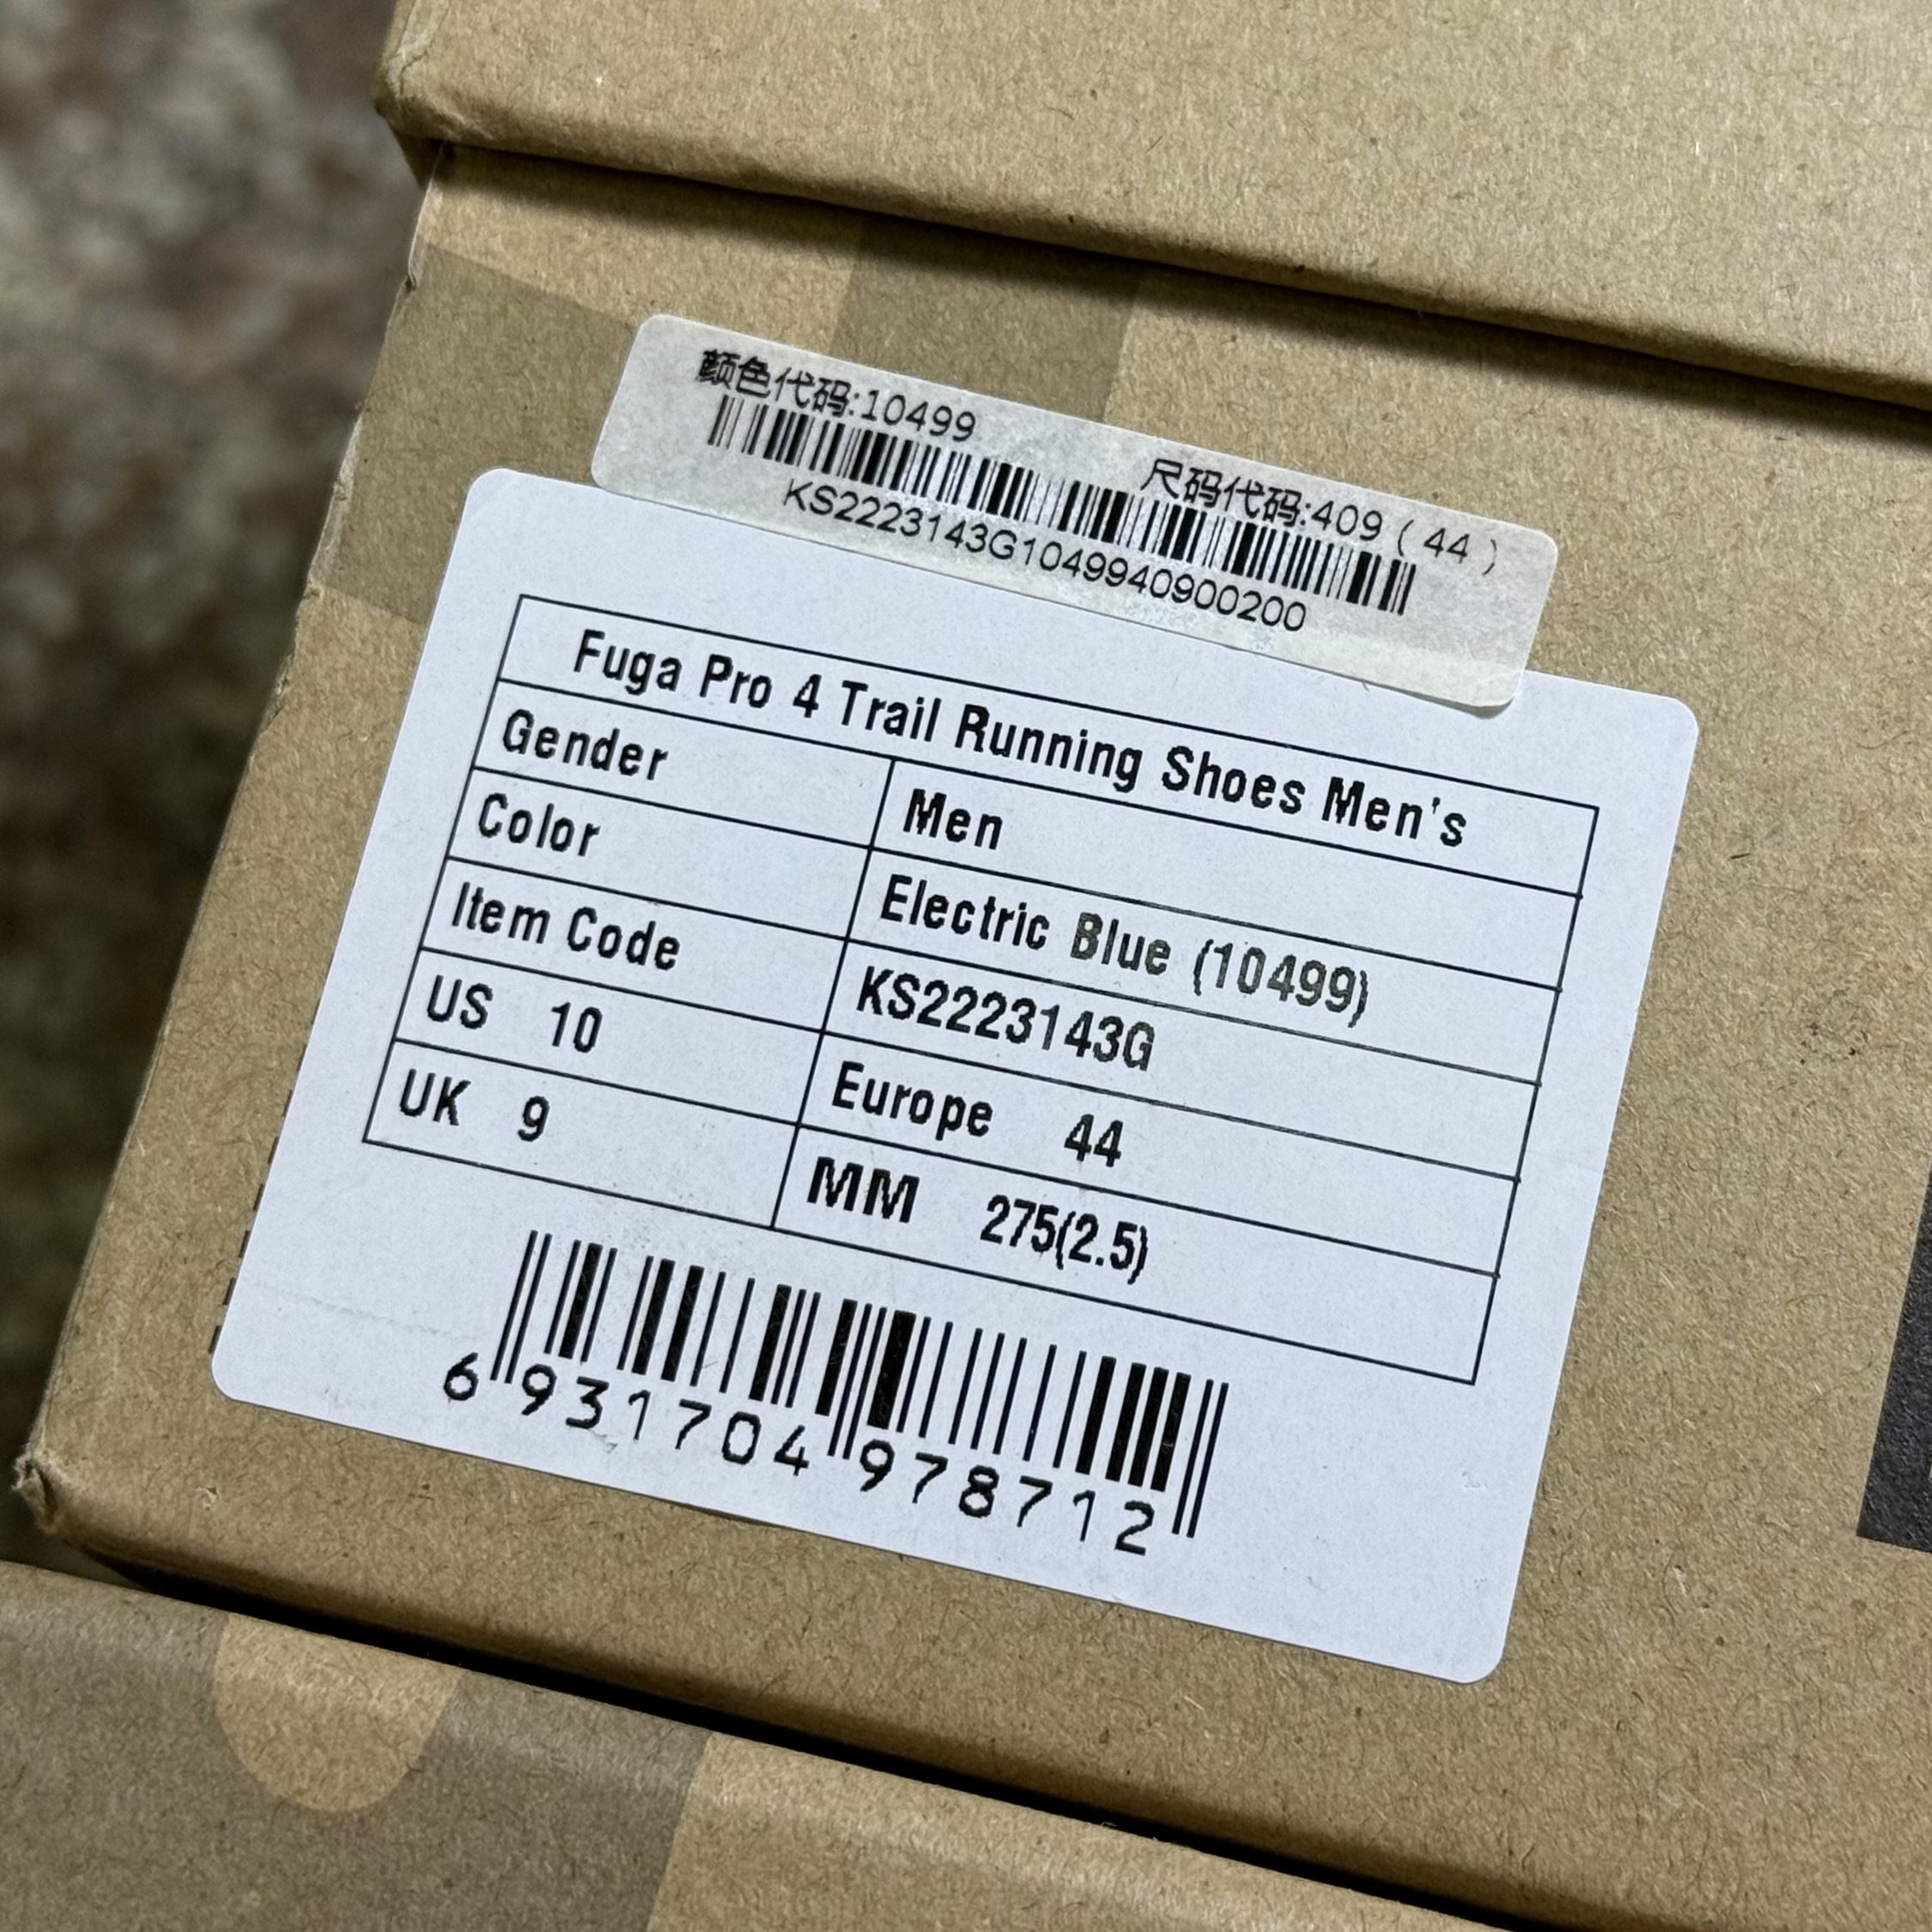 颜色代码:10499
尺码代码:409 ( 44 )
KS2223143G1049940900200
Fuga Pro 4 Trail Running Shoes Men's
Gender Men
Color Electric Blue (10499)
Item Code KS2223143G
US 10 Europe 44
UK 9 MM 275(2.5)
6 931704 978712